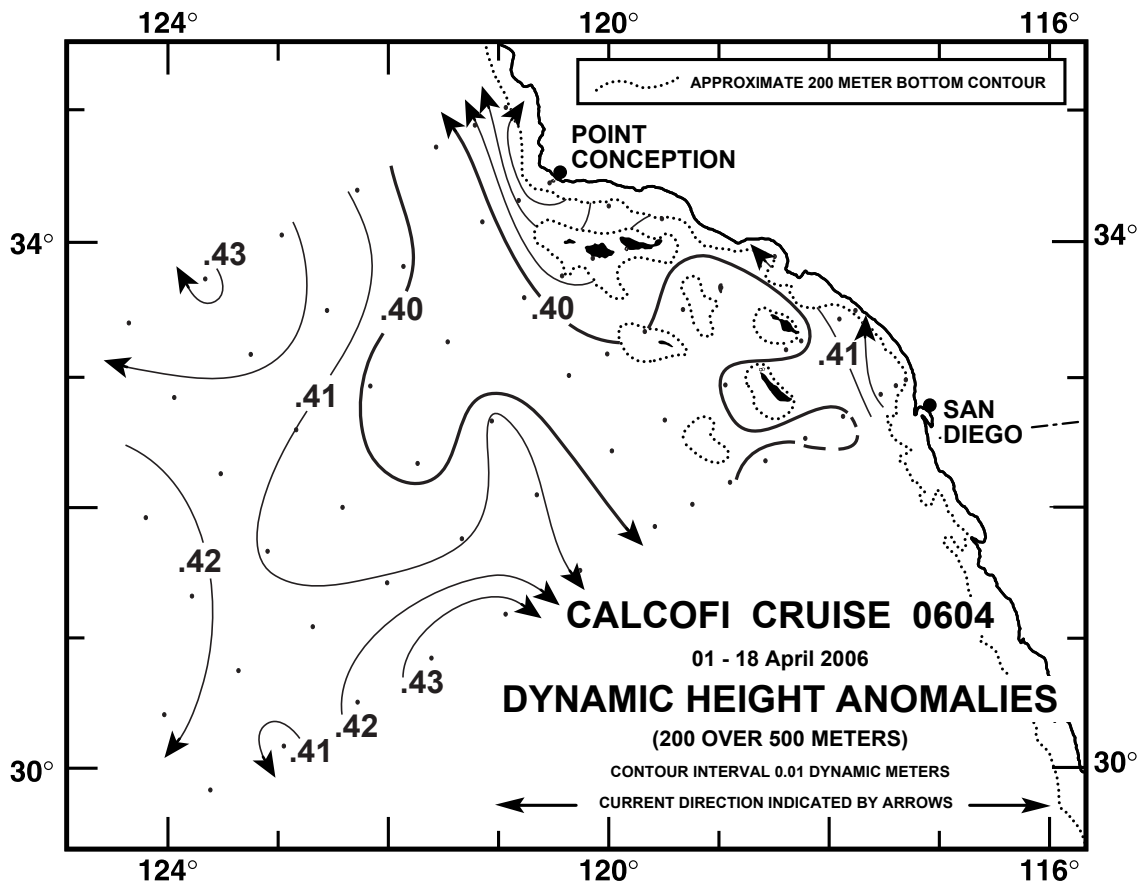 124°
120°
116°
APPROXIMATE 200 METER BOTTOM CONTOUR
POINT
CONCEPTION
34°
34°
.43
.40
.40
.41
.41
SAN
DIEGO
.42
CALCOFI CRUISE 0604
01 - 18 April 2006
.43
DYNAMIC HEIGHT ANOMALIES
.42
(200 OVER 500 METERS)
.41
30°
30°
CONTOUR INTERVAL 0.01 DYNAMIC METERS
CURRENT DIRECTION INDICATED BY ARROWS
124°
120°
116°